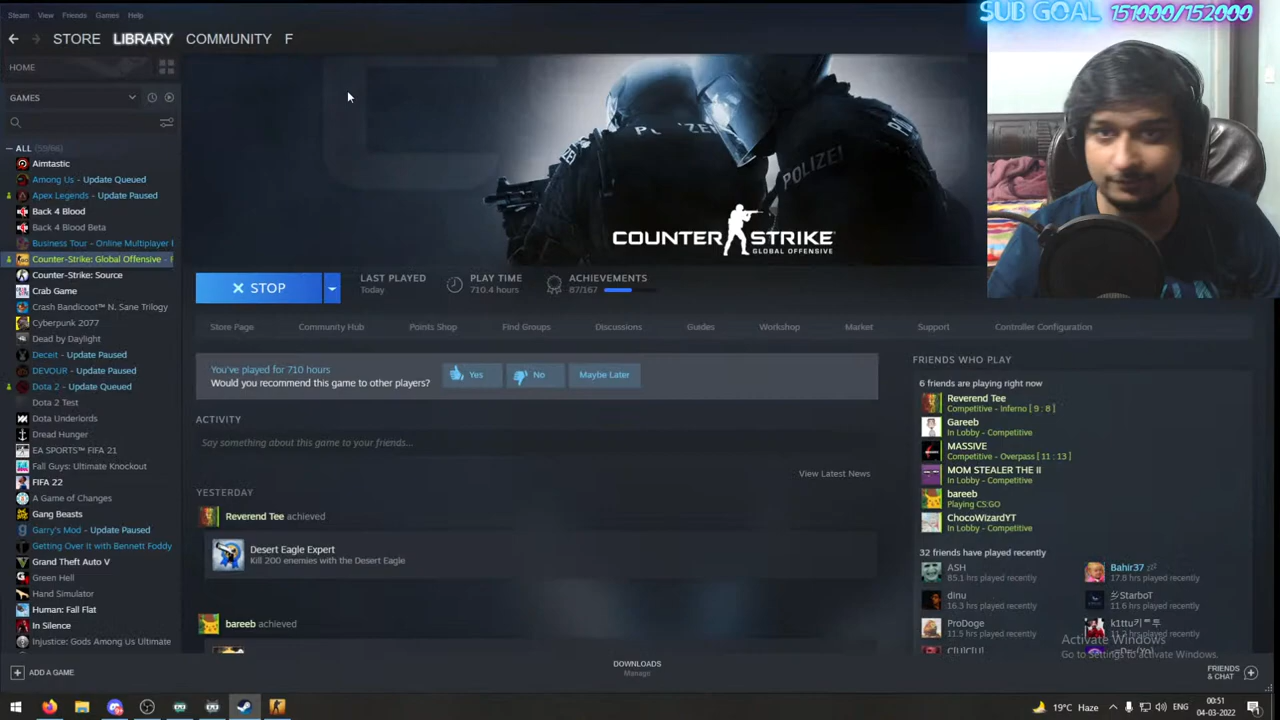 Steam View Friends Games Help
SUB GOAL 151000/152000
STORE LIBRARY COMMUNITY F
HOME
GAMES
ALL
Aimtastic
Among Us - Update Queued
Apex Legends - Update Paused
Back 4 Blood
Back 4 Blood Beta
Business Tour - Online Multiplayer
Counter-Strike: Global Offensive -
Counter-Strike: Source
Crab Game
Crash Bandicoot™ N. Sane Trilogy
Cyberpunk 2077
Dead by Daylight
Deceit - Update Paused
DEVOUR - Update Paused
Dota 2 - Update Queued
Dota 2 Test
Dota Underlords
Dread Hunger
EA SPORTS™ FIFA 21
Fall Guys: Ultimate Knockout
FIFA 22
A Game of Changes
Gang Beasts
Garry's Mod - Update Paused
Getting Over It with Bennett Foddy
Grand Theft Auto V
Green Hell
Hand Simulator
Human: Fall Flat
In Silence
Injustice: Gods Among Us Ultimate
ADD A GAME
POLIZEI
COUNTER STRIKE
GLOBAL OFFENSIVE
STOP
LAST PLAYED
Today
PLAY TIME
710.4 hours
ACHIEVEMENTS
87/167
Store Page Community Hub Points Shop Find Groups Discussions Guides Workshop Market Support Controller Configuration
You've played for 710 hours
Would you recommend this game to other players?
Yes No Maybe Later
ACTIVITY
Say something about this game to your friends...
View Latest News
YESTERDAY
Reverend Tee achieved
Desert Eagle Expert
Kill 200 enemies with the Desert Eagle
bareeb achieved
FRIENDS WHO PLAY
6 friends are playing right now
Reverend Tee
Competitive - Inferno [ 9 : 8 ]
Gareeb
In Lobby - Competitive
MASSIVE
Competitive - Overpass [ 11 : 13 ]
MOM STEALER THE II
In Lobby - Competitive
bareeb
Playing CS:GO
ChocoWizardYT
In Lobby - Competitive
32 friends have played recently
ASH
85.1 hrs played recently
Bahir37
17.8 hrs played recently
dinu
16.3 hrs played recently
乡StarboT
11.6 hrs played recently
ProDoge
11.5 hrs played recently
Activate Windows
Go to Settings to activate Windows.
DOWNLOADS
Manage
FRIENDS
& CHAT
19°C Haze
ENG
00:51
04-03-2022